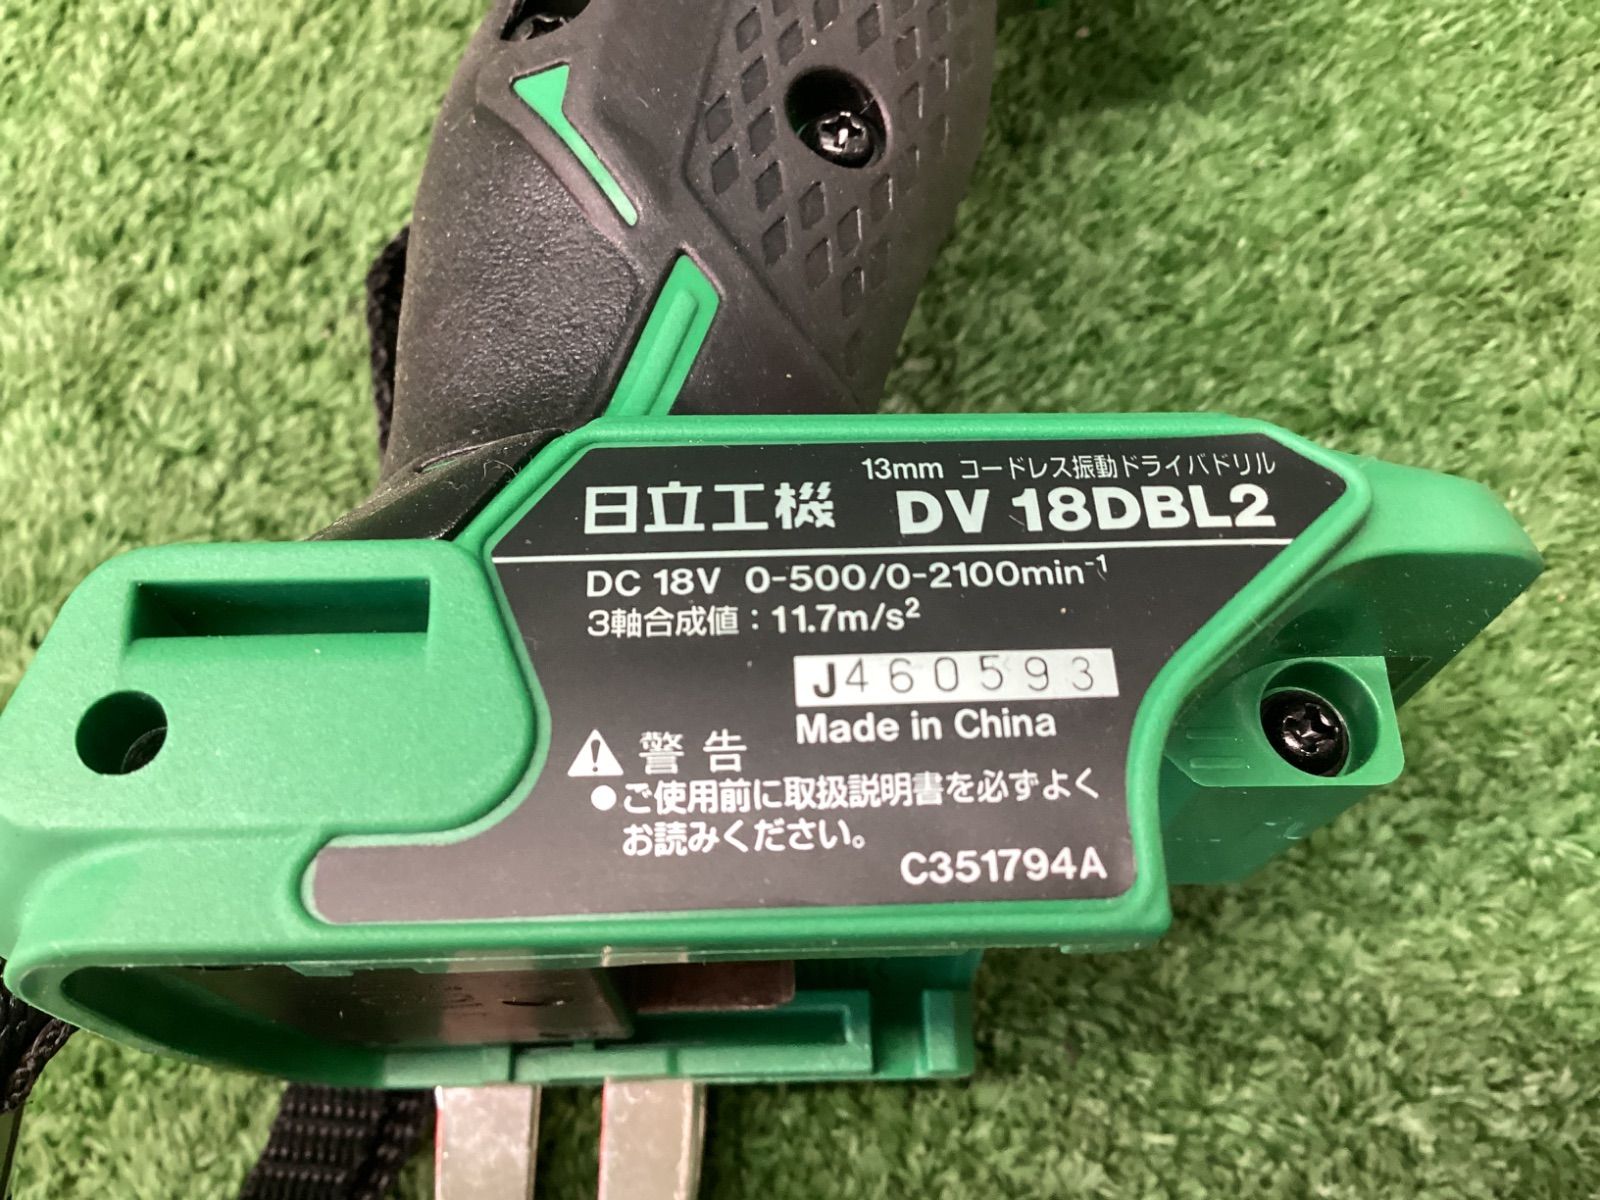 13mm コードレス振動ドライバドリル
日立工機 DV 18DBL2
DC 18V 0-500/0-2100min⁻¹
3軸合成値：11.7m/s²
J460593
Made in China
⚠ 警告
●ご使用前に取扱説明書を必ずよく
お読みください。
C351794A